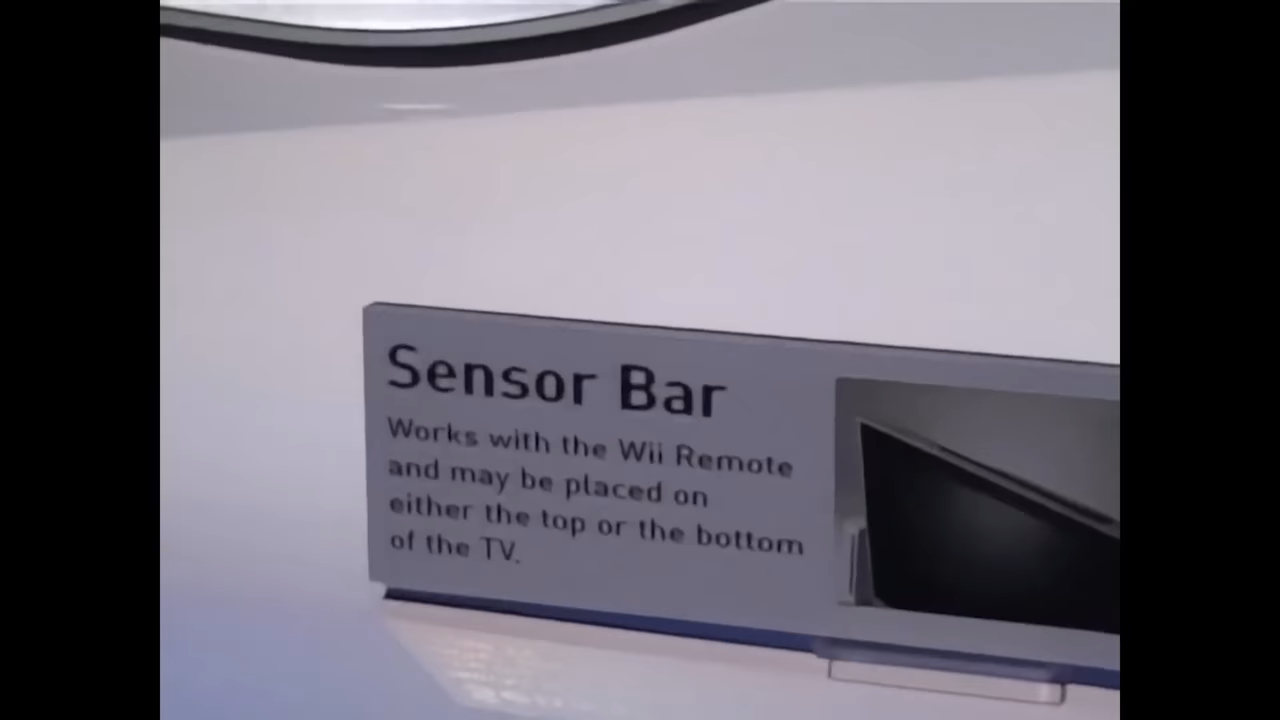 Sensor Bar
Works with the Wii Remote
and may be placed on
either the top or the bottom
of the TV.